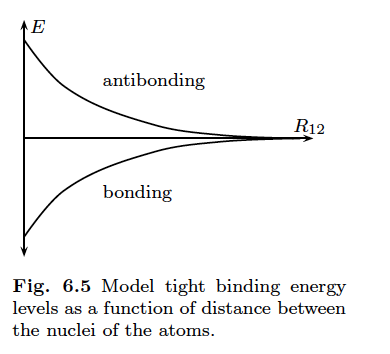 E
antibonding
R12
bonding
Fig. 6.5 Model tight binding energy
levels as a function of distance between
the nuclei of the atoms.